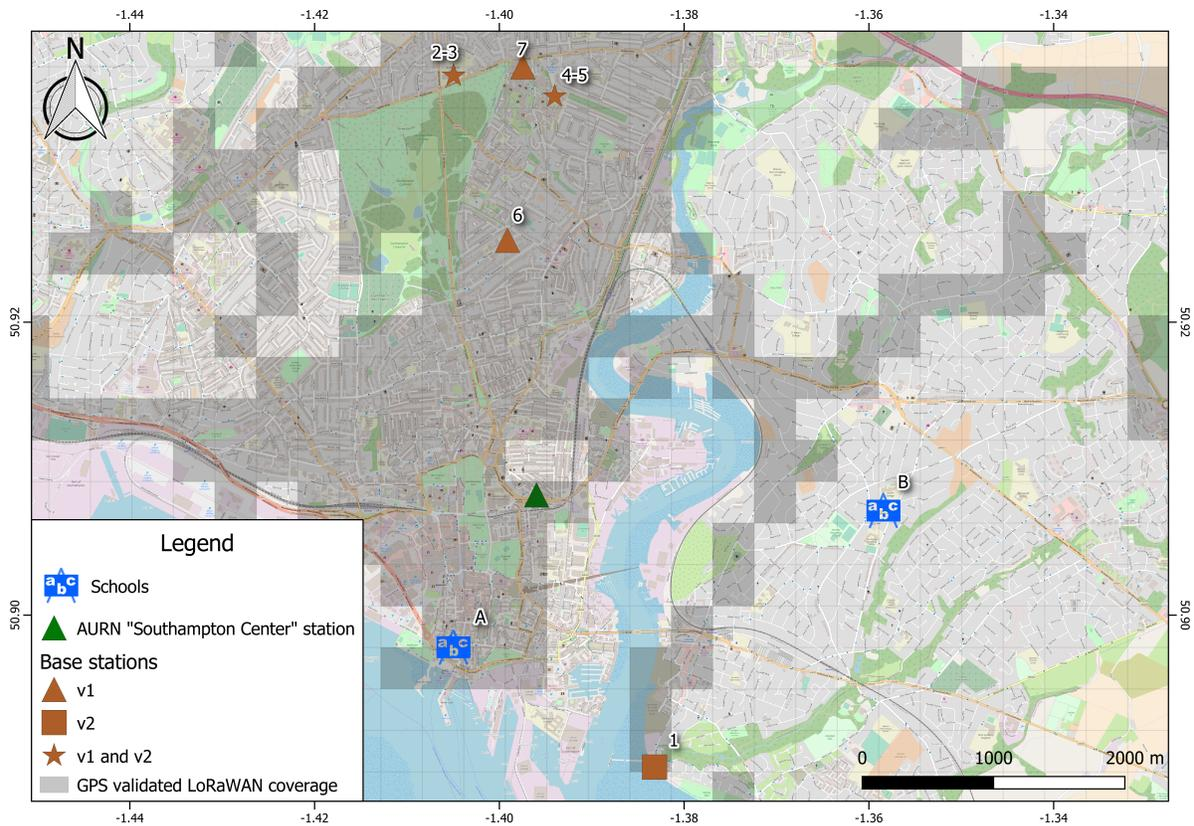 -1.44 -1.42 -1.40 -1.38 -1.36 -1.34
N
2-3 7
4-5
6
50.92 50.92
B
abc
Legend
abc Schools
AURN "Southampton Center" station
Base stations
v1
v2
v1 and v2
GPS validated LoRaWAN coverage
50.90 50.90
A
abc
1
0 1000 2000 m
-1.44 -1.42 -1.40 -1.38 -1.36 -1.34